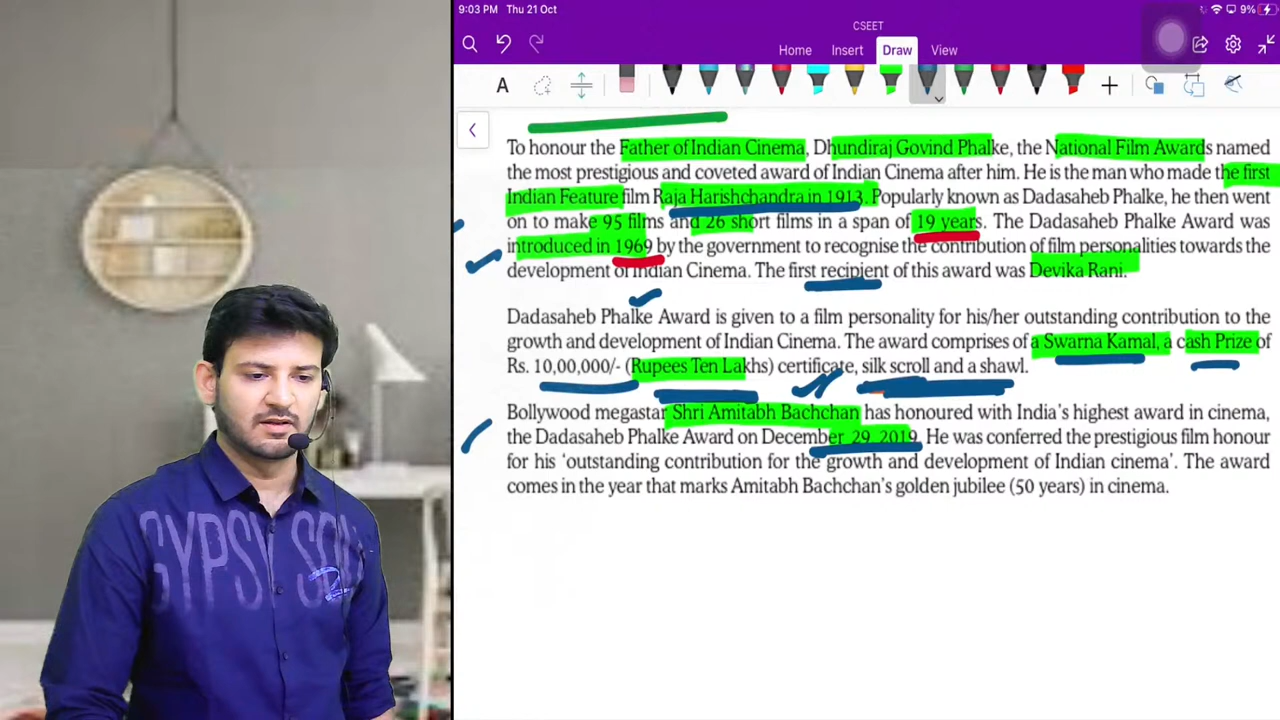 9:03 PM Thu 21 Oct
9%
CSEET
Home Insert Draw View
A
To honour the Father of Indian Cinema, Dhundiraj Govind Phalke, the National Film Awards named
the most prestigious and coveted award of Indian Cinema after him. He is the man who made the first
Indian Feature film Raja Harishchandra in 1913. Popularly known as Dadasaheb Phalke, he then went
on to make 95 films and 26 short films in a span of 19 years. The Dadasaheb Phalke Award was
introduced in 1969 by the government to recognise the contribution of film personalities towards the
development of Indian Cinema. The first recipient of this award was Devika Rani.
Dadasaheb Phalke Award is given to a film personality for his/her outstanding contribution to the
growth and development of Indian Cinema. The award comprises of a Swarna Kamal, a cash Prize of
Rs. 10,00,000/- (Rupees Ten Lakhs) certificate, silk scroll and a shawl.
Bollywood megastar Shri Amitabh Bachchan has honoured with India's highest award in cinema,
the Dadasaheb Phalke Award on December 29, 2019. He was conferred the prestigious film honour
for his 'outstanding contribution for the growth and development of Indian cinema'. The award
comes in the year that marks Amitabh Bachchan's golden jubilee (50 years) in cinema.
GYPSY